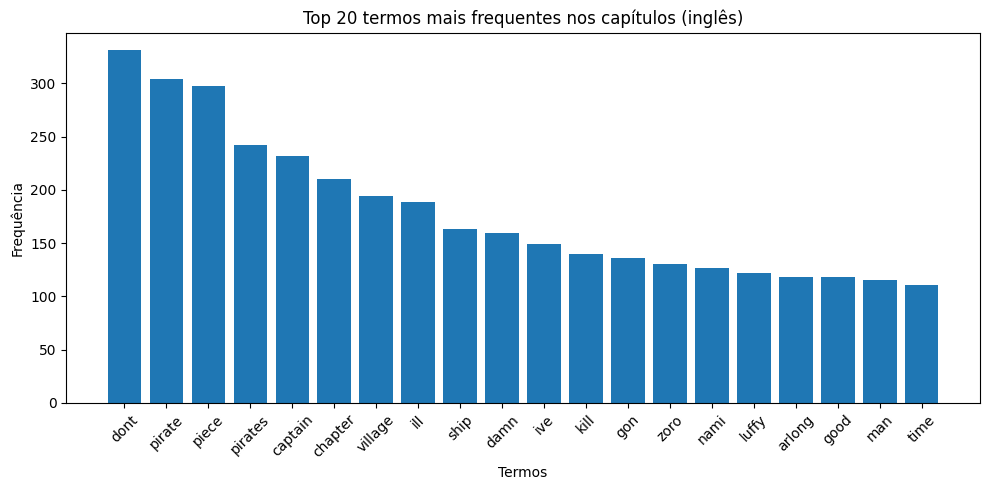 Top 20 termos mais frequentes nos capítulos (inglês)
Frequência
300
250
200
150
100
50
0
dont
pirate
piece
pirates
captain
chapter
village
ill
ship
damn
ive
kill
gon
zoro
nami
luffy
arlong
good
man
time
Termos